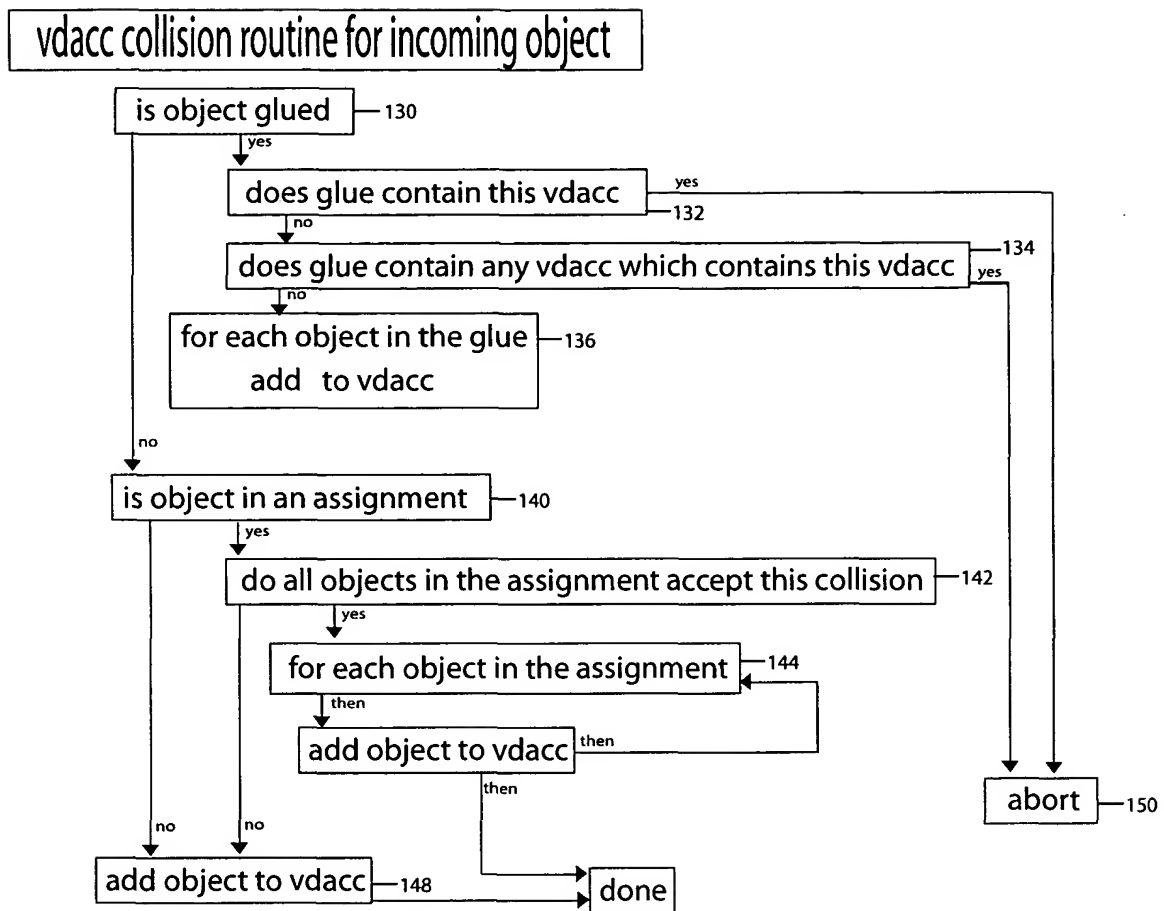 vdacc collision routine for incoming object
is object glued
130
yes
does glue contain this vdacc
yes
132
no
134
does glue contain any vdacc which contains this vdacc
yes
no
for each object in the glue
136
add to vdacc
no
is object in an assignment
140
yes
do all objects in the assignment accept this collision
142
yes
for each object in the assignment
144
then
add object to vdacc
then
then
abort
150
no
no
add object to vdacc
148
done